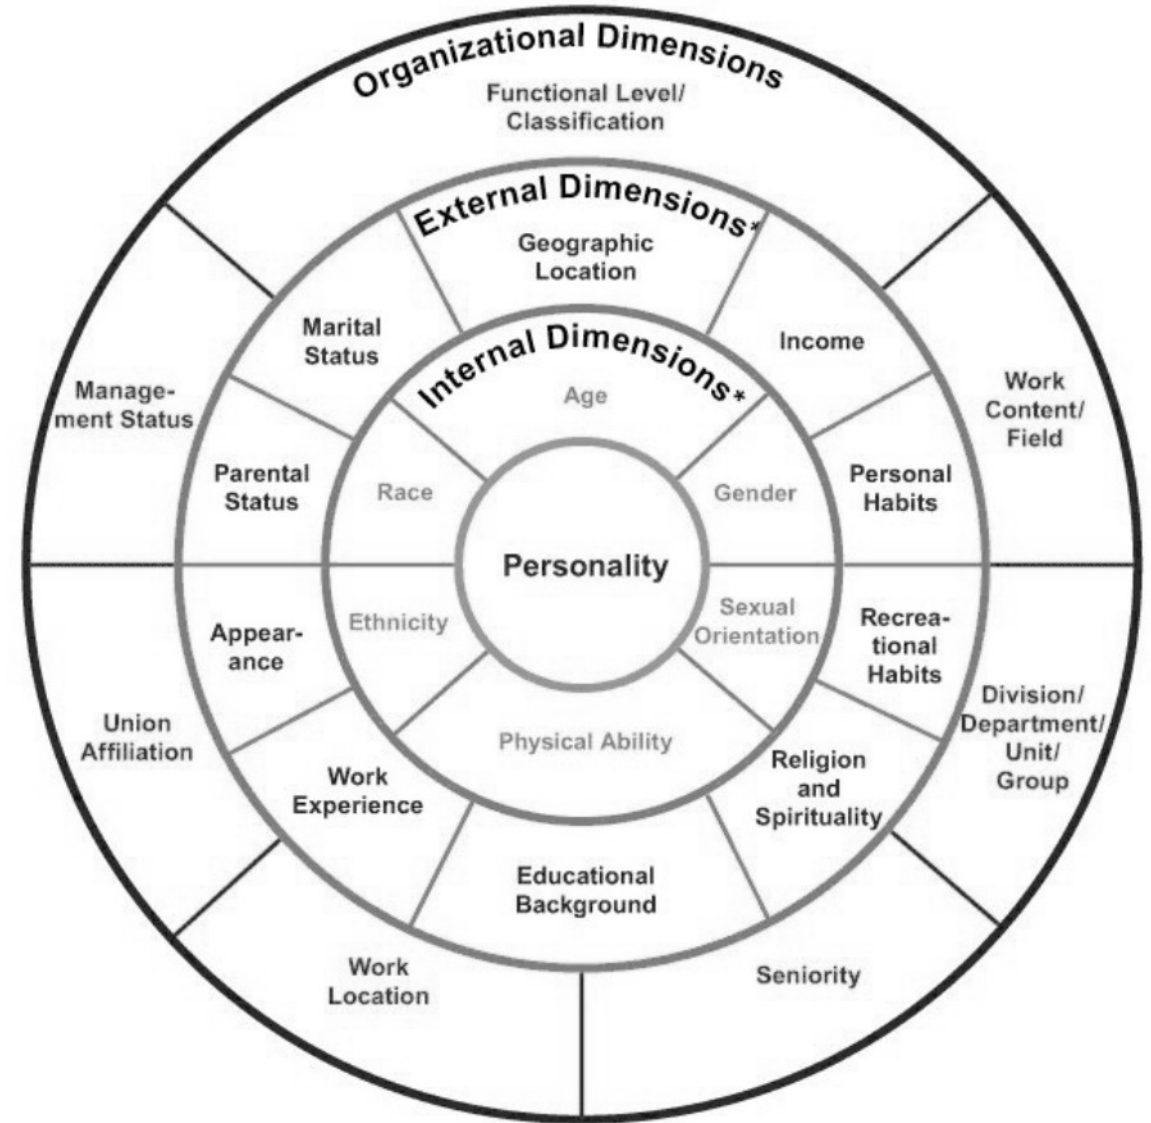 Organizational Dimensions
Functional Level/
Classification
External Dimensions*
Geographic
Location
Internal Dimensions*
Age
Marital
Status
Income
Manage-
ment Status
Work
Content/
Field
Parental
Status
Race
Gender
Personal
Habits
Personality
Appear-
ance
Ethnicity
Sexual
Orientation
Recrea-
tional
Habits
Union
Affiliation
Division/
Department/
Unit/
Group
Physical Ability
Work
Experience
Religion
and
Spirituality
Educational
Background
Work
Location
Seniority